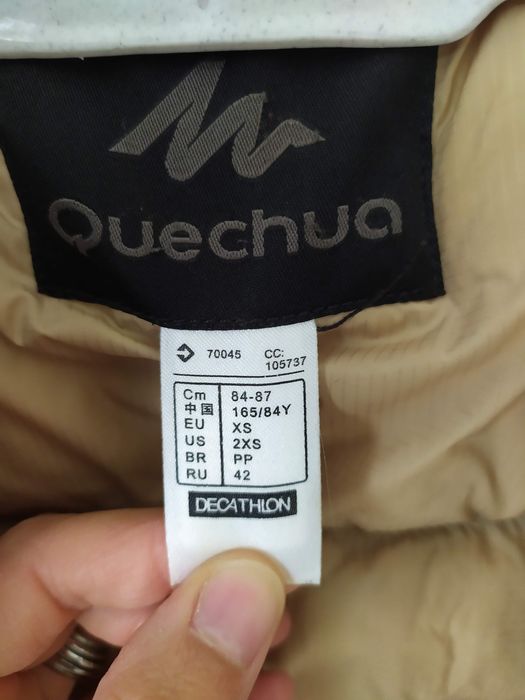 Quechua
70045 CC:
105737
Cm 84-87
中国 165/84Y
EU XS
US 2XS
BR PP
RU 42
DECATHLON